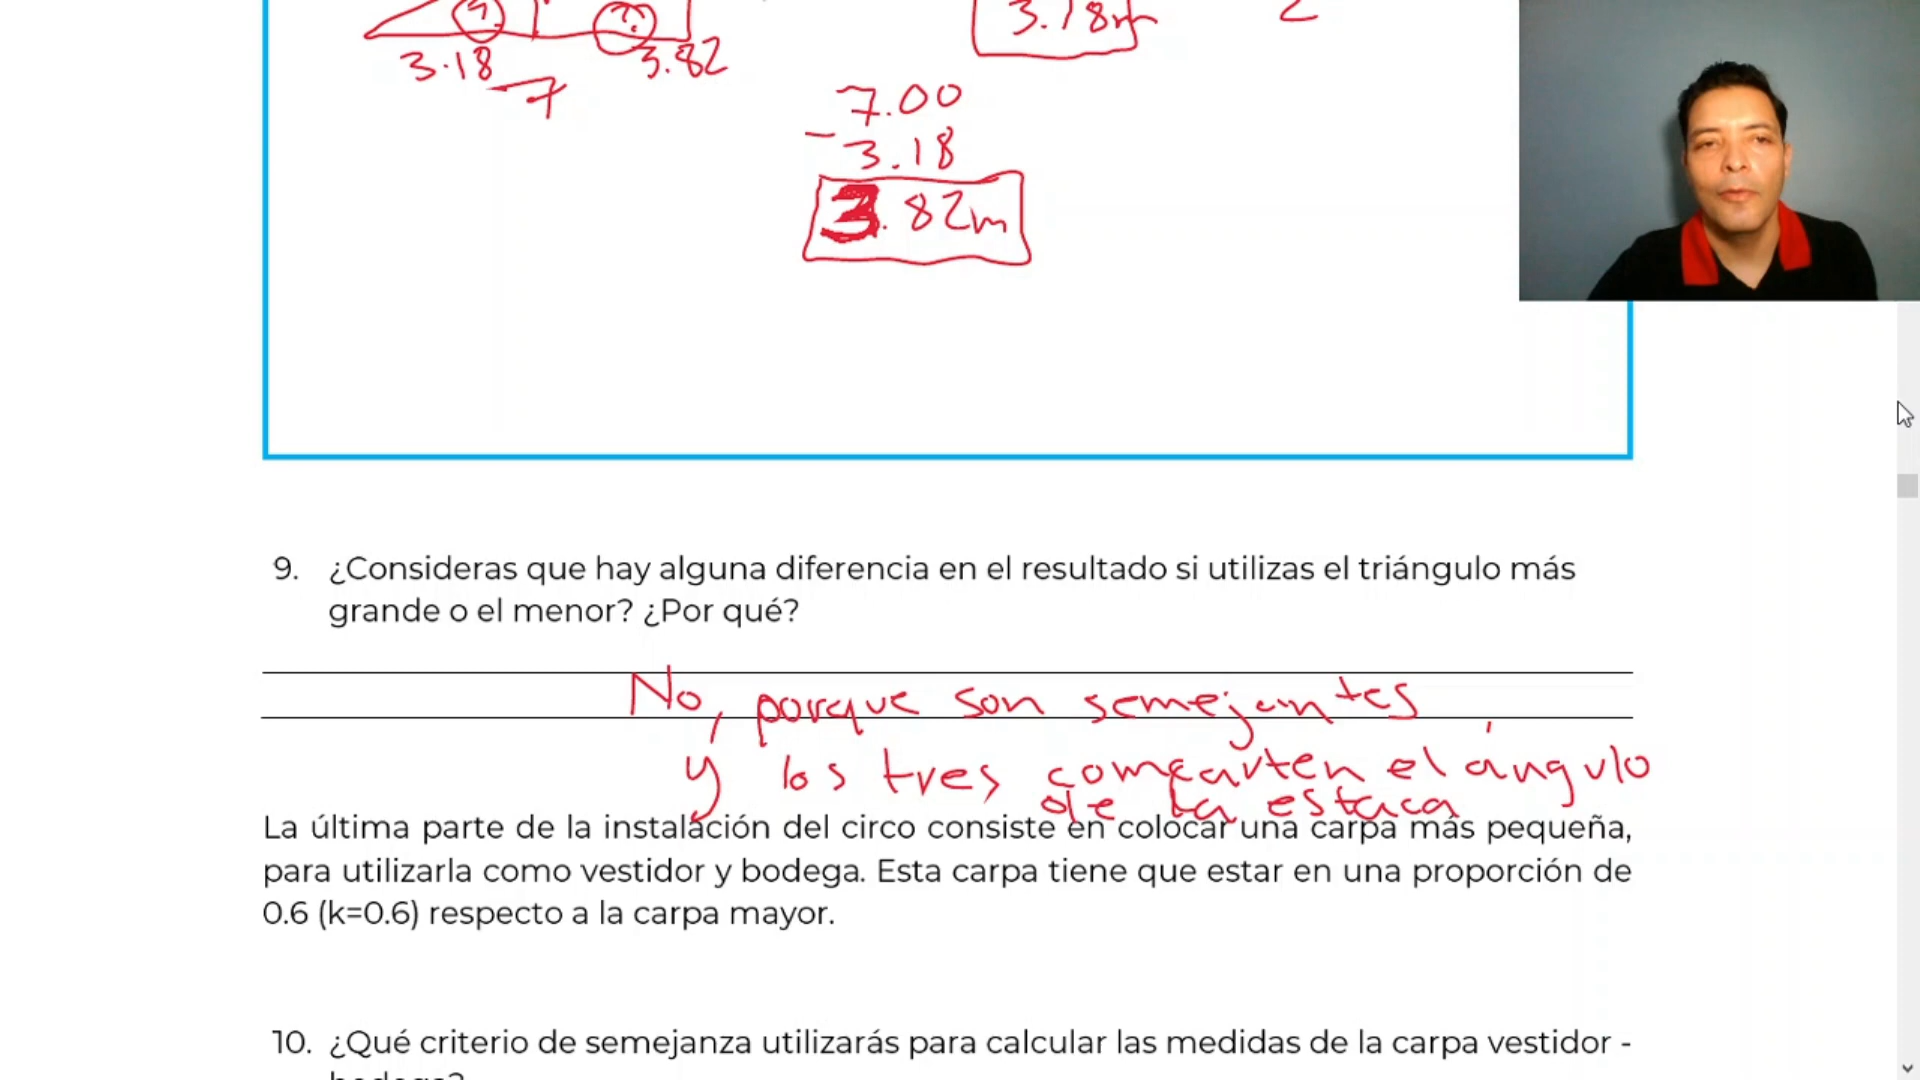 3.18
3.82
7
3.18m
2
7.00
- 3.18
3.82m
9. ¿Consideras que hay alguna diferencia en el resultado si utilizas el triángulo más
grande o el menor? ¿Por qué?
No, porque son semejantes
y los tres comparten el ángulo
de la estaca
La última parte de la instalación del circo consiste en colocar una carpa más pequeña,
para utilizarla como vestidor y bodega. Esta carpa tiene que estar en una proporción de
0.6 (k=0.6) respecto a la carpa mayor.
10. ¿Qué criterio de semejanza utilizarás para calcular las medidas de la carpa vestidor -
bodega?